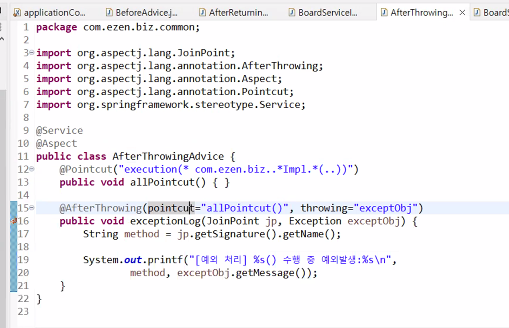 applicationCo...
BeforeAdvice.j...
AfterReturnin...
BoardServiceI...
AfterThrowing...
BoardS
1 package com.ezen.biz.common;
2
3 import org.aspectj.lang.JoinPoint;
4 import org.aspectj.lang.annotation.AfterThrowing;
5 import org.aspectj.lang.annotation.Aspect;
6 import org.aspectj.lang.annotation.Pointcut;
7 import org.springframework.stereotype.Service;
8
9 @Service
10 @Aspect
11 public class AfterThrowingAdvice {
12 @Pointcut("execution(* com.ezen.biz..*Impl.*(..))")
13 public void allPointcut() { }
14
15 @AfterThrowing(pointcut="allPointcut()", throwing="exceptObj")
16 public void exceptionLog(JoinPoint jp, Exception exceptObj) {
17 String method = jp.getSignature().getName();
18
19 System.out.printf("[예외 처리] %s() 수행 중 예외발생:%s\n",
20 method, exceptObj.getMessage());
21 }
22 }
23